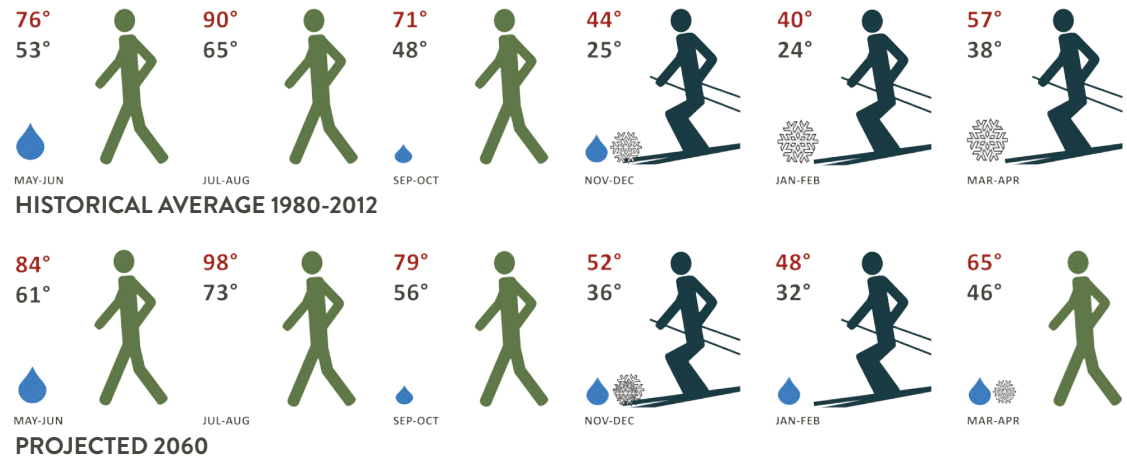 76° 90° 71° 44° 40° 57°
53° 65° 48° 25° 24° 38°
MAY-JUN JUL-AUG SEP-OCT NOV-DEC JAN-FEB MAR-APR
HISTORICAL AVERAGE 1980-2012
84° 98° 79° 52° 48° 65°
61° 73° 56° 36° 32° 46°
MAY-JUN JUL-AUG SEP-OCT NOV-DEC JAN-FEB MAR-APR
PROJECTED 2060